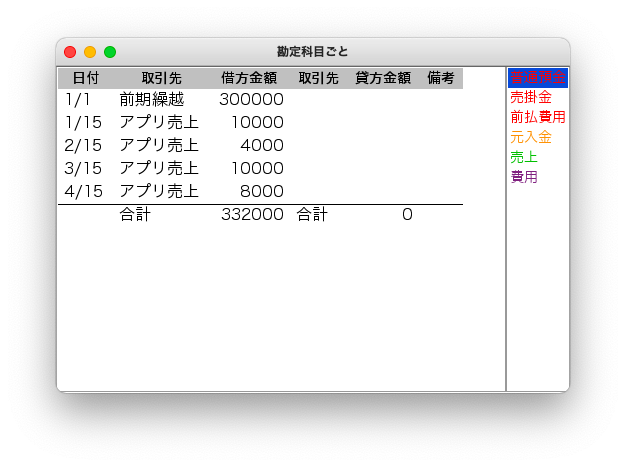 勘定科目ごと
日付 取引先 借方金額 取引先 貸方金額 備考
1/1 前期繰越 300000
1/15 アプリ売上 10000
2/15 アプリ売上 4000
3/15 アプリ売上 10000
4/15 アプリ売上 8000
合計 332000 合計 0
売掛金
前払費用
元入金
売上
費用